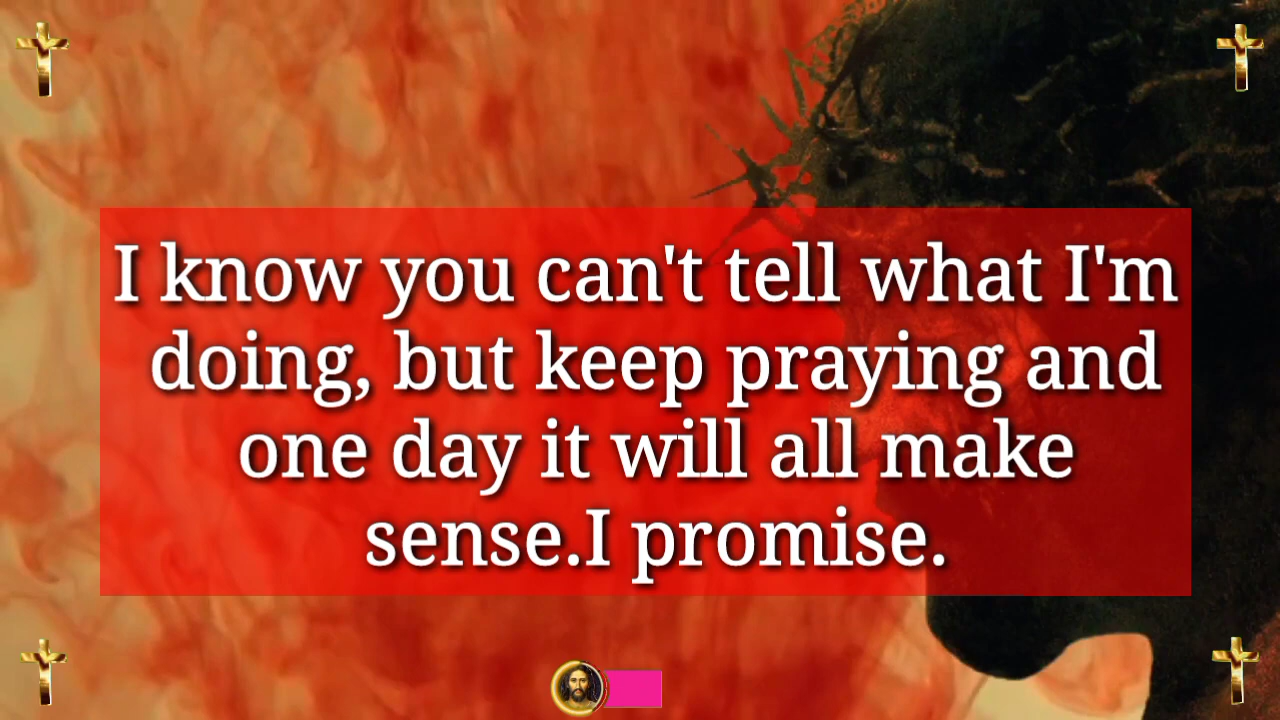 I know you can't tell what I'm
doing, but keep praying and
one day it will all make
sense.I promise.